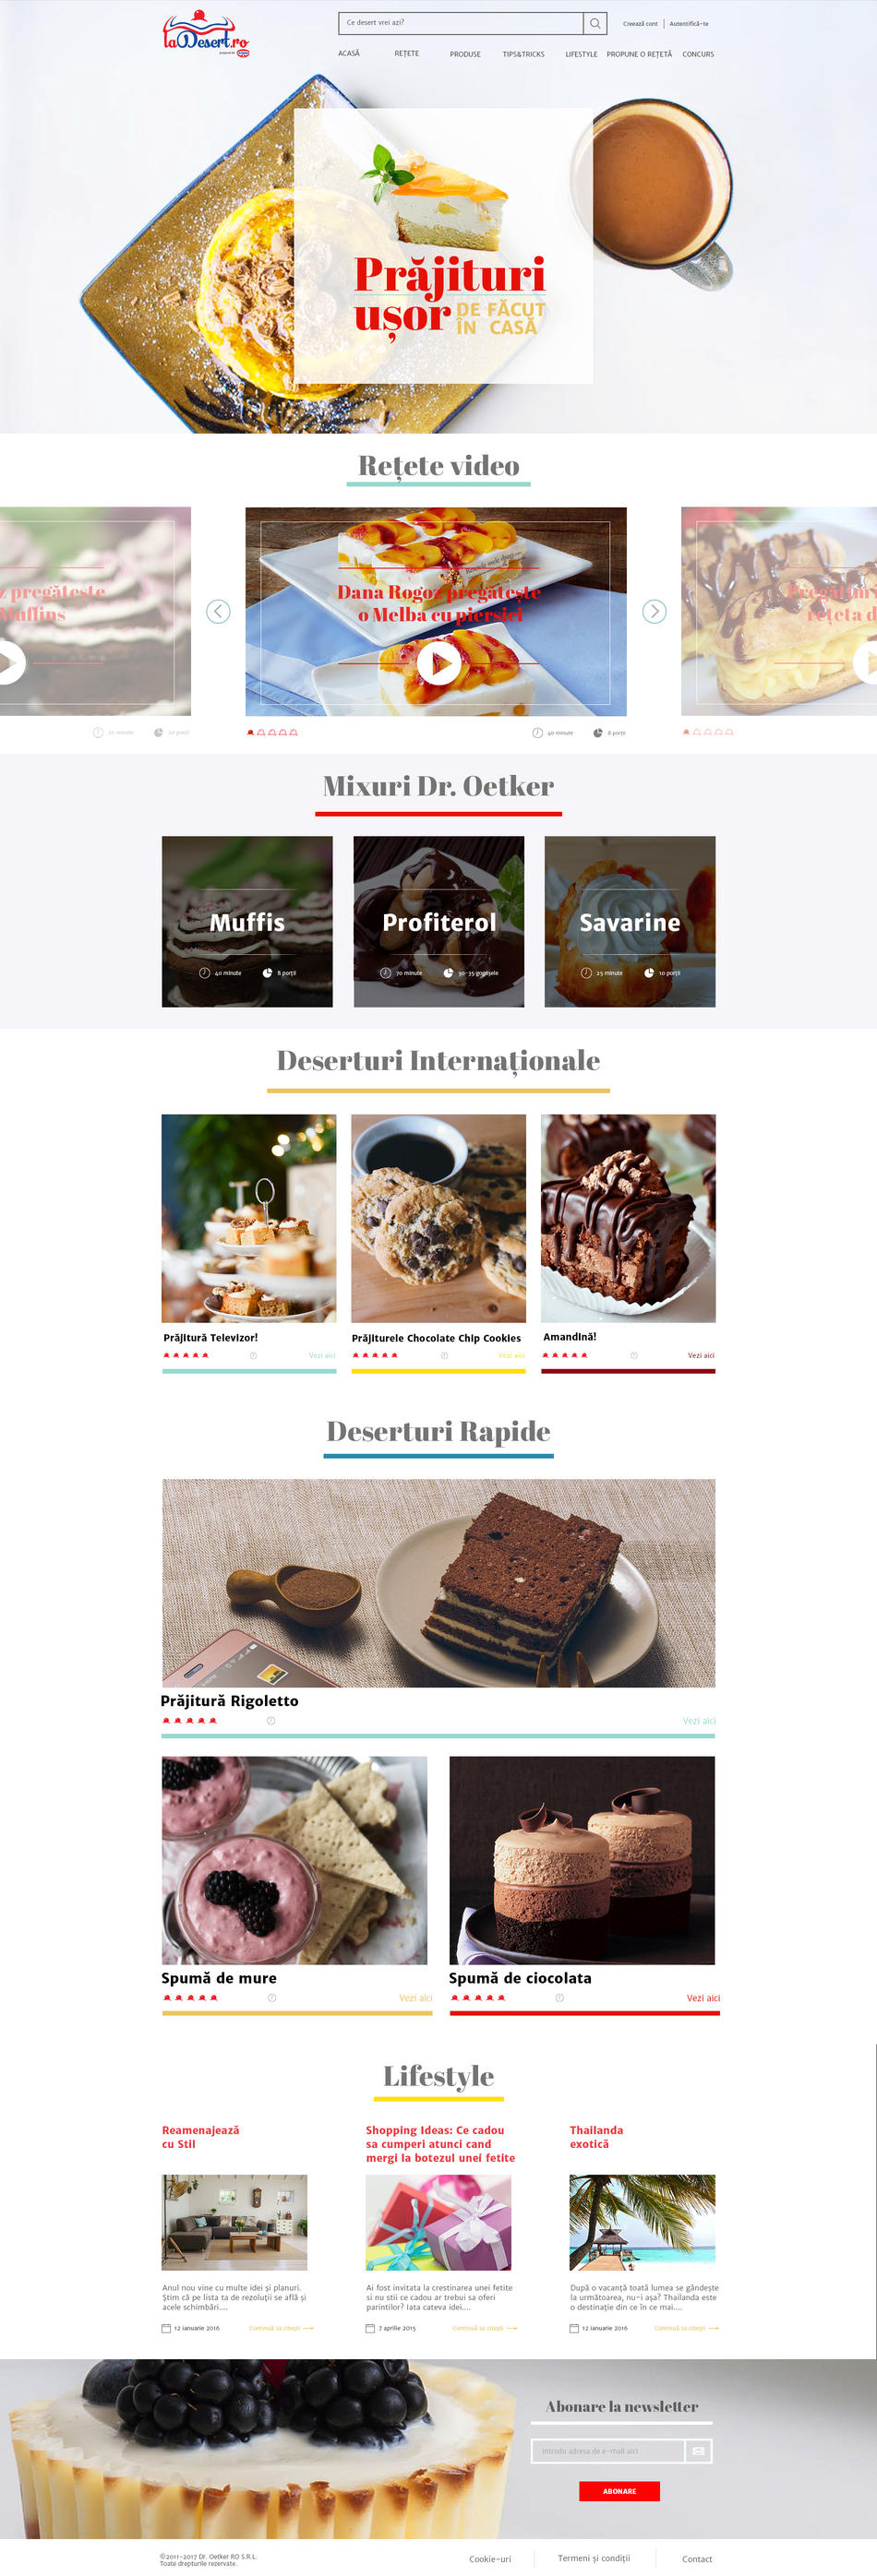 laDesert.ro
Ce desert vrei azi?
Creează cont
Autentifică-te
ACASĂ
REȚETE
PRODUSE
TIPS&TRICKS
LIFESTYLE
PROPUNE O REȚETĂ
CONCURS
Prăjituri
ușor DE FĂCUT
ÎN CASĂ
Rețete video
z pregătește
Muffins
20 minute
20 porții
Dana Rogoz pregătește
o Melba cu piersici
40 minute
8 porții
Pregătim
rețeta d
Mixuri Dr. Oetker
Muffis
40 minute
8 porții
Profiterol
70 minute
30-35 gogoșele
Savarine
25 minute
10 porții
Deserturi Internaționale
Prăjitură Televizor!
Vezi aici
Prăjiturele Chocolate Chip Cookies
Vezi aici
Amandină!
Vezi aici
Deserturi Rapide
Prăjitură Rigoletto
Vezi aici
Spumă de mure
Vezi aici
Spumă de ciocolata
Vezi aici
Lifestyle
Reamenajează
cu Stil
Anul nou vine cu multe idei și planuri.
Știm că pe lista ta de rezoluții se află și
acele schimbări....
12 ianuarie 2016
Continuă sa citești
Shopping Ideas: Ce cadou
sa cumperi atunci cand
mergi la botezul unei fetite
Ai fost invitata la crestinarea unei fetite
si nu stii ce cadou ar trebui sa oferi
parintilor? Iata cateva idei....
7 aprilie 2015
Continuă sa citești
Thailanda
exotică
După o vacanță toată lumea se gândește
la următoarea, nu-i așa? Thailanda este
o destinație din ce în ce mai....
12 ianuarie 2016
Continuă sa citești
Abonare la newsletter
Introdu adresa de e-mail aici
ABONARE
©2011-2017 Dr. Oetker RO S.R.L.
Toate drepturile rezervate.
Cookie-uri
Termeni și condiții
Contact